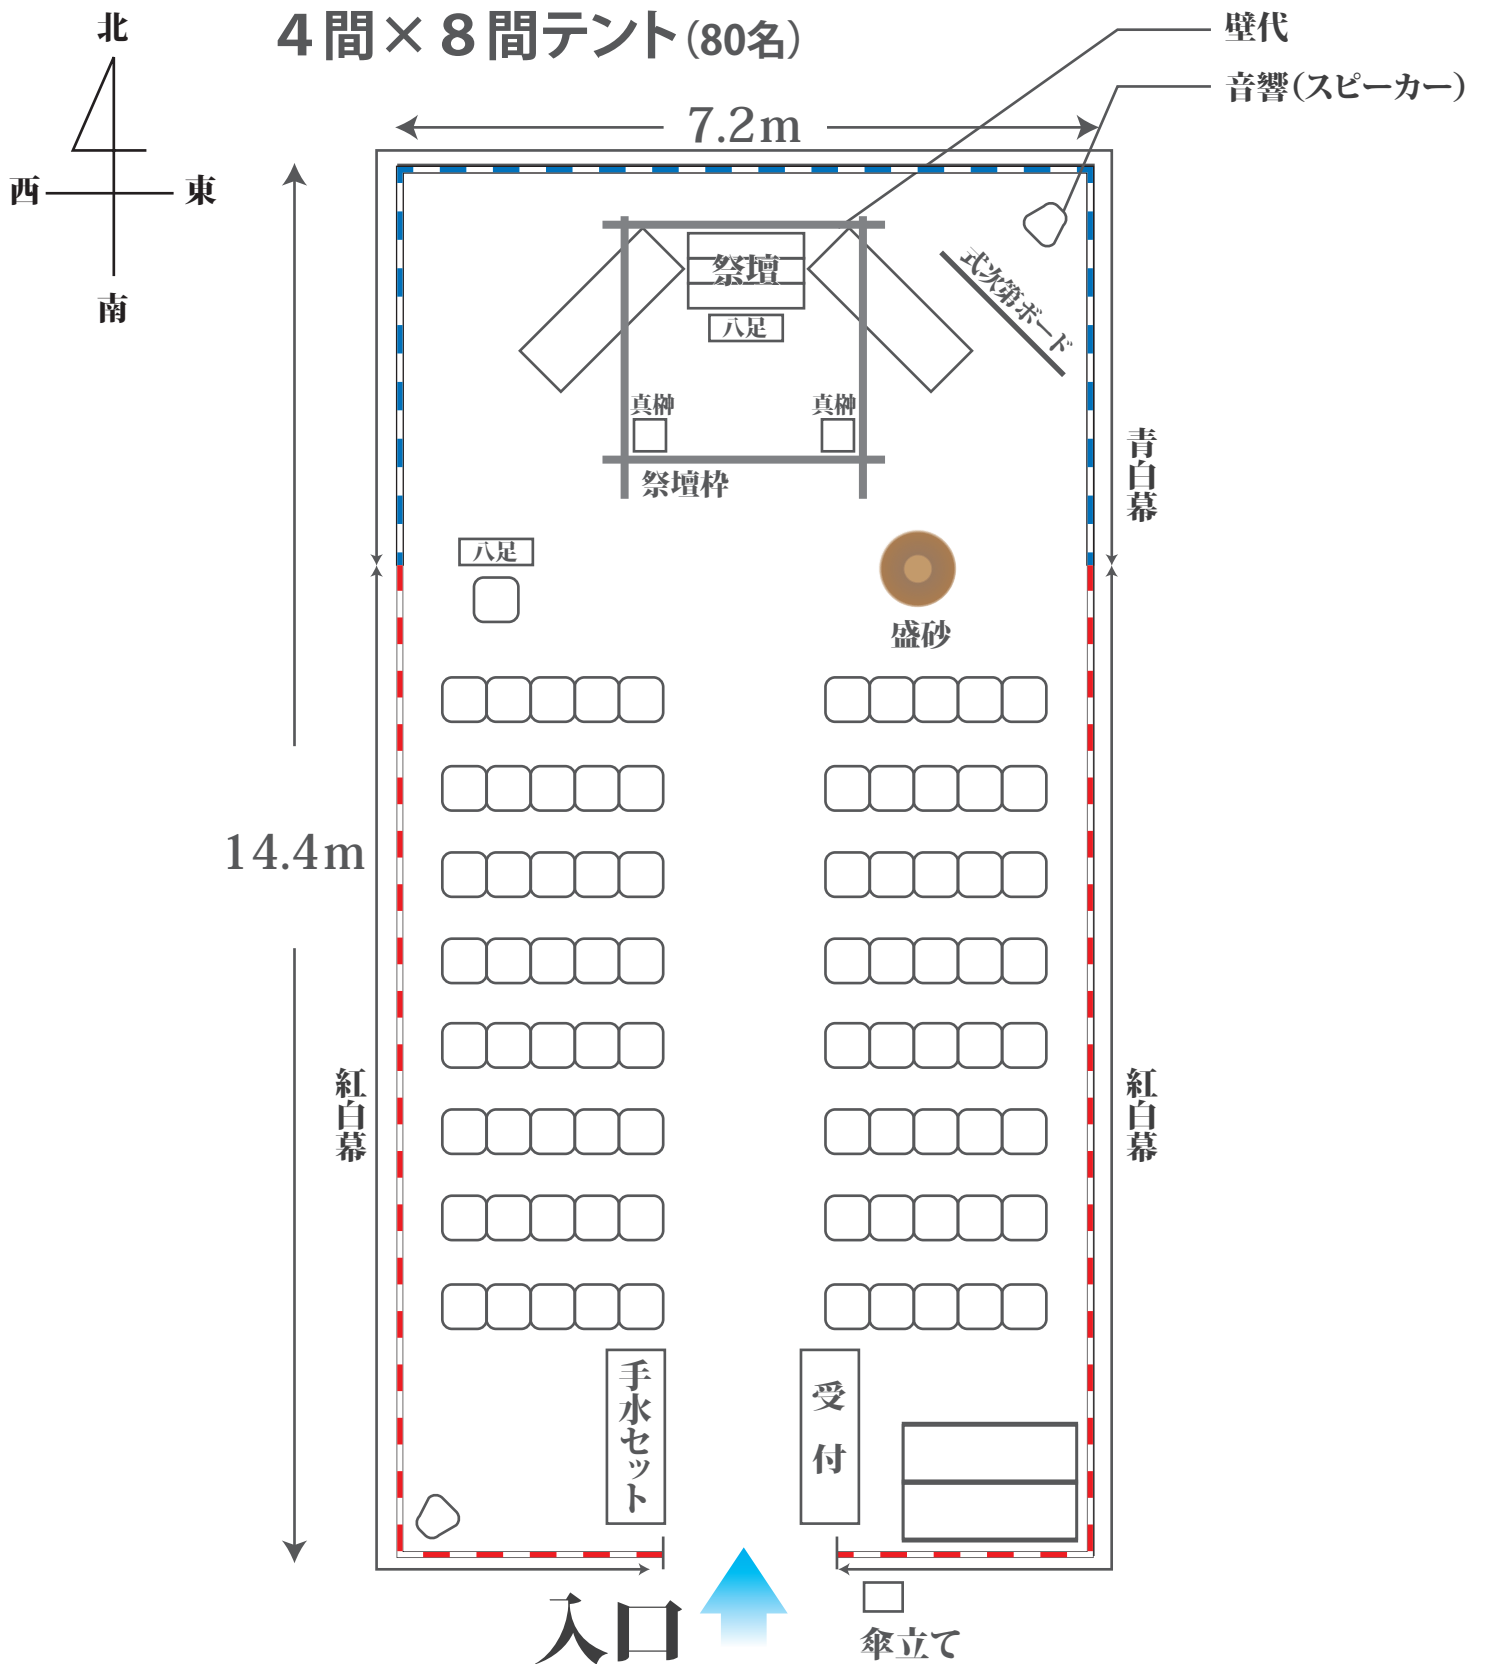 北
西
東
南
４間×８間テント（80名）
壁代
音響（スピーカー）
7.2m
祭壇
八足
式次第ボード
真榊
真榊
祭壇枠
青白幕
八足
盛砂
14.4m
紅白幕
紅白幕
手水セット
受付
入口
傘立て